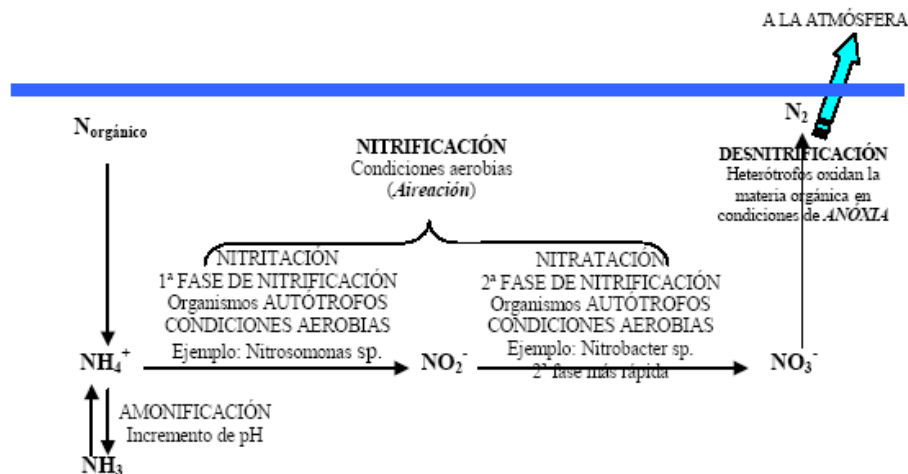 A LA ATMÓSFERA
N orgánico
N2
NITRIFICACIÓN
Condiciones aerobias
(Aireación)
DESNITRIFICACIÓN
Heterótrofos oxidan la
materia orgánica en
condiciones de ANÓXIA
NITRITACIÓN
1ª FASE DE NITRIFICACIÓN
Organismos AUTÓTROFOS
CONDICIONES AEROBIAS
Ejemplo: Nitrosomonas sp.
NITRATACIÓN
2ª FASE DE NITRIFICACIÓN
Organismos AUTÓTROFOS
CONDICIONES AEROBIAS
Ejemplo: Nitrobacter sp.
2ª fase más rápida
NH4+
NO2-
NO3-
AMONIFICACIÓN
Incremento de pH
NH3